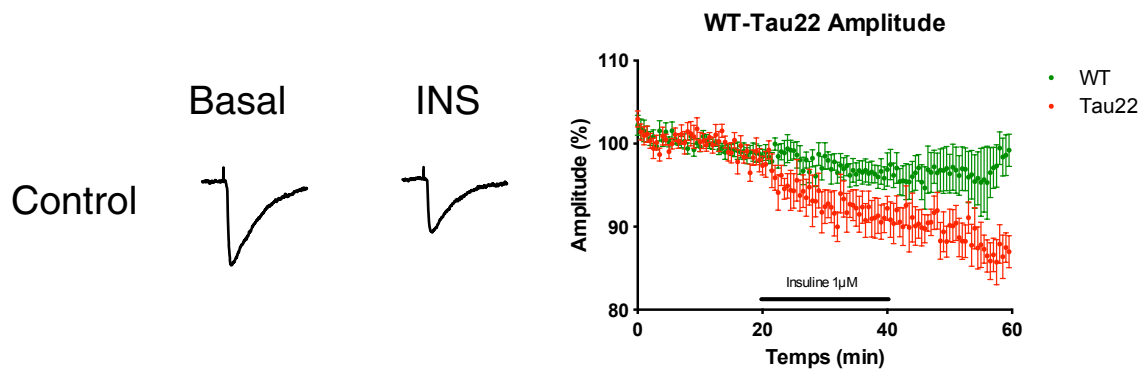 Basal
INS
Control
WT-Tau22 Amplitude
WT
Tau22
Amplitude (%)
110
100
90
80
Insuline 1µM
0
20
40
60
Temps (min)